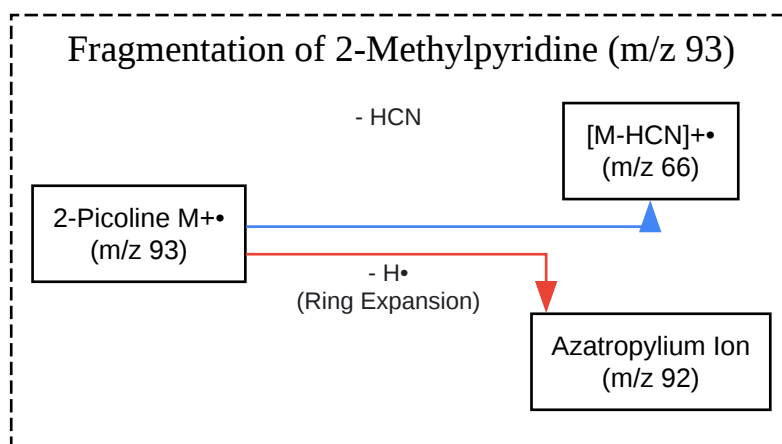 Fragmentation of 2-Methylpyridine (m/z 93)
- HCN
[M-HCN]+•
(m/z 66)
2-Picoline M+•
(m/z 93)
- H•
(Ring Expansion)
Azatropylium Ion
(m/z 92)